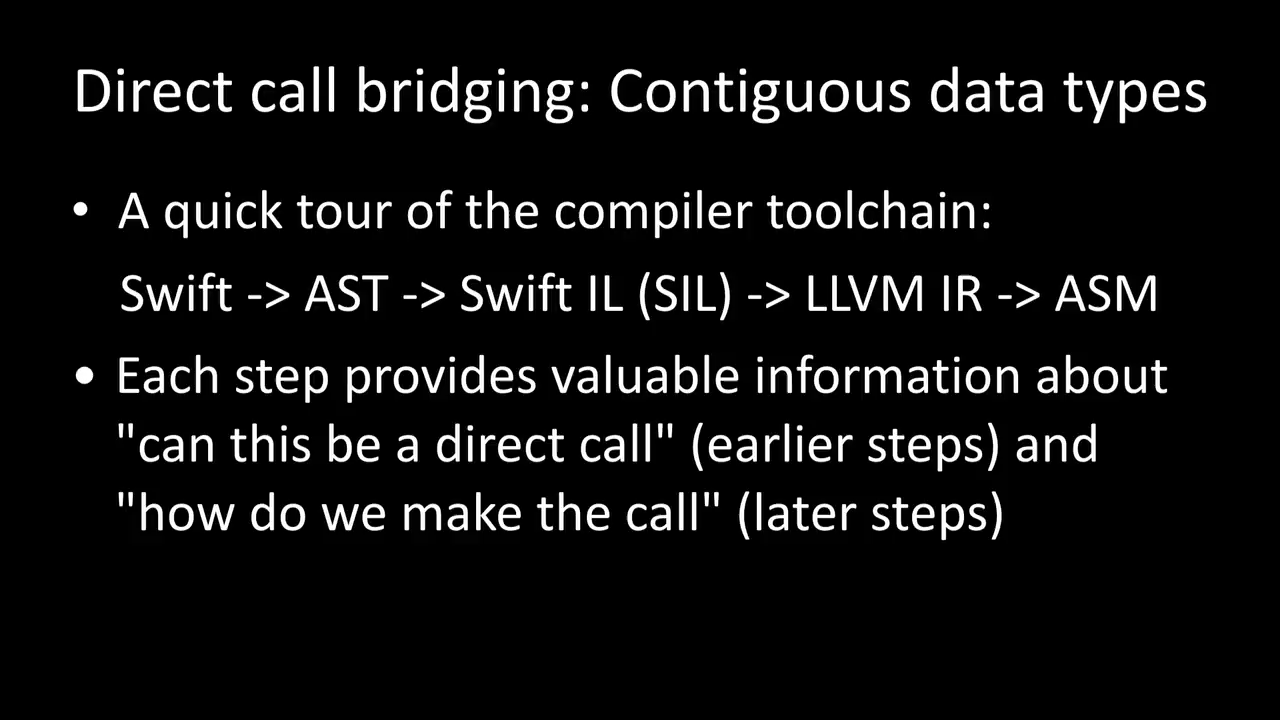 Direct call bridging: Contiguous data types
• A quick tour of the compiler toolchain:
Swift -> AST -> Swift IL (SIL) -> LLVM IR -> ASM
• Each step provides valuable information about
"can this be a direct call" (earlier steps) and
"how do we make the call" (later steps)